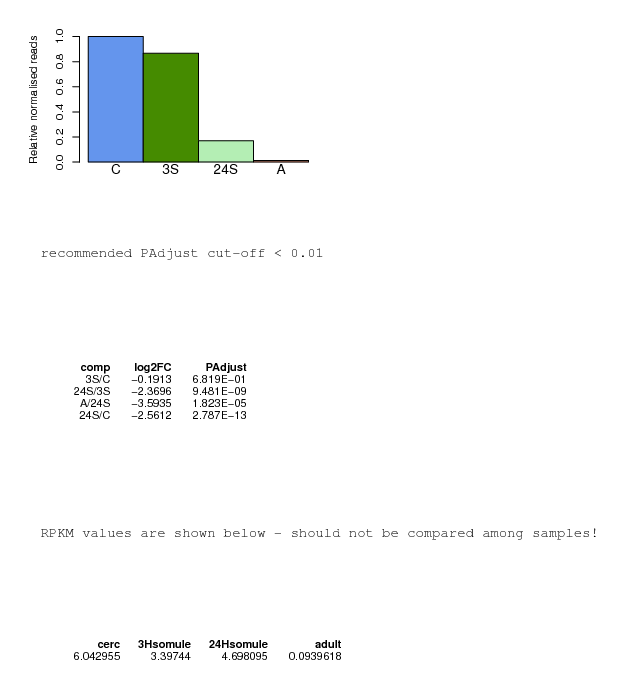 Relative normalised reads
1.0
0.8
0.6
0.4
0.2
0.0
C 3S 24S A
recommended PAdjust cut-off < 0.01
comp log2FC PAdjust
3S/C −0.1913 6.819E−01
24S/3S −2.3696 9.481E−09
A/24S −3.5935 1.823E−05
24S/C −2.5612 2.787E−13
RPKM values are shown below - should not be compared among samples!
cerc 3Hsomule 24Hsomule adult
6.042955 3.39744 4.698095 0.0939618